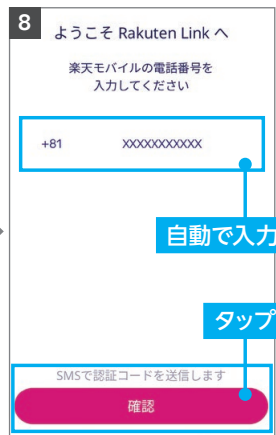 8
ようこそ Rakuten Link へ
楽天モバイルの電話番号を
入力してください
+81 XXXXXXXXXXX
自動で入力
タップ
SMSで認証コードを送信します
確認